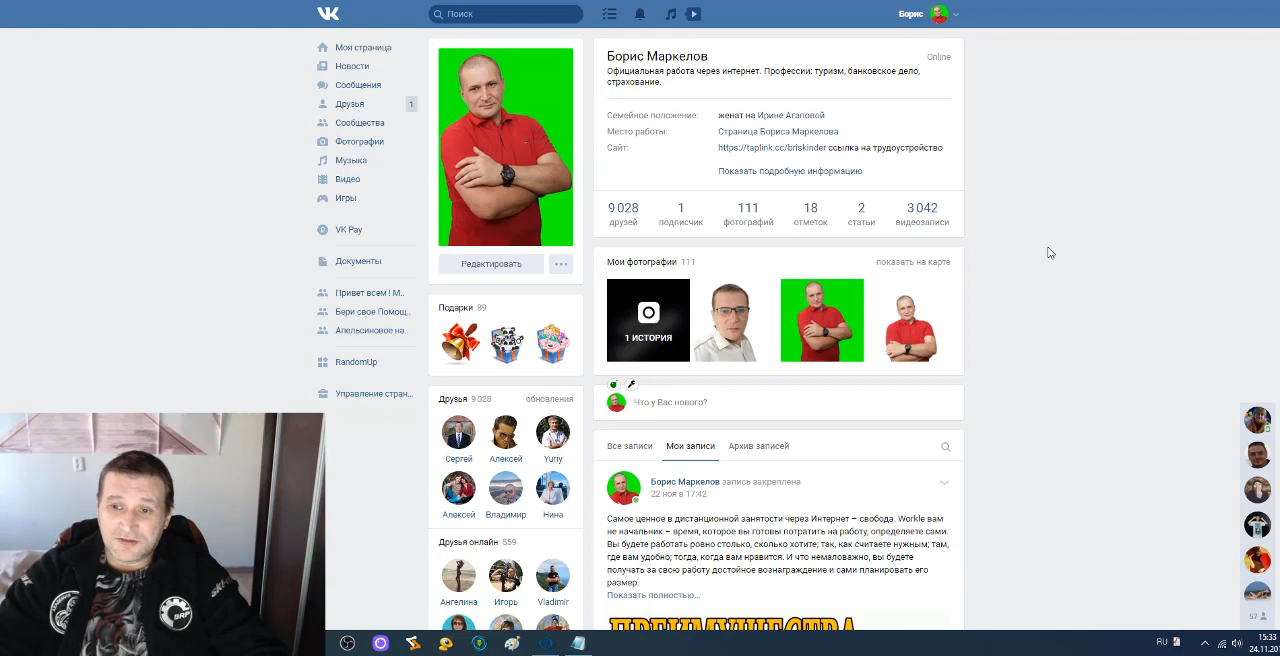 VK
Поиск
Борис
Моя страница
Новости
Сообщения
Друзья
1
Сообщества
Фотографии
Музыка
Видео
Игры
VK Pay
Документы
Привет всем ! М..
Бери свое Помощ...
Апельсиновое на..
RandomUp
Управление стран...
Редактировать
Подарки 89
Друзья 9 028
обновления
Сергей
Алексей
Yuriy
Алексей
Владимир
Нина
Друзья онлайн 559
Ангелина
Игорь
Vladimir
Борис Маркелов
Online
Официальная работа через интернет. Профессии: туризм, банковское дело,
страхование.
Семейное положение: женат на Ирине Агаповой
Место работы: Страница Бориса Маркелова
Сайт: https://taplink.cc/briskinder ссылка на трудоустройство
Показать подробную информацию
9 028 1 111 18 2 3 042
друзей подписчик фотографий отметок статьи видеозаписи
Мои фотографии 111
показать на карте
1 ИСТОРИЯ
Что у Вас нового?
Все записи Мои записи Архив записей
Борис Маркелов запись закреплена
22 ноя в 17:42
Самое ценное в дистанционной занятости через Интернет – свобода. Workle вам
не начальник – время, которое вы готовы потратить на работу, определяете сами.
Вы будете работать ровно столько, сколько хотите; так, как считаете нужным; там,
где вам удобно; тогда, когда вам нравится. И что немаловажно, вы будете
получать за свою работу достойное вознаграждение и сами планировать его
размер.
Показать полностью…
ПРЕИМУЩЕСТВА
57
BRP
RU
15:33
24.11.20